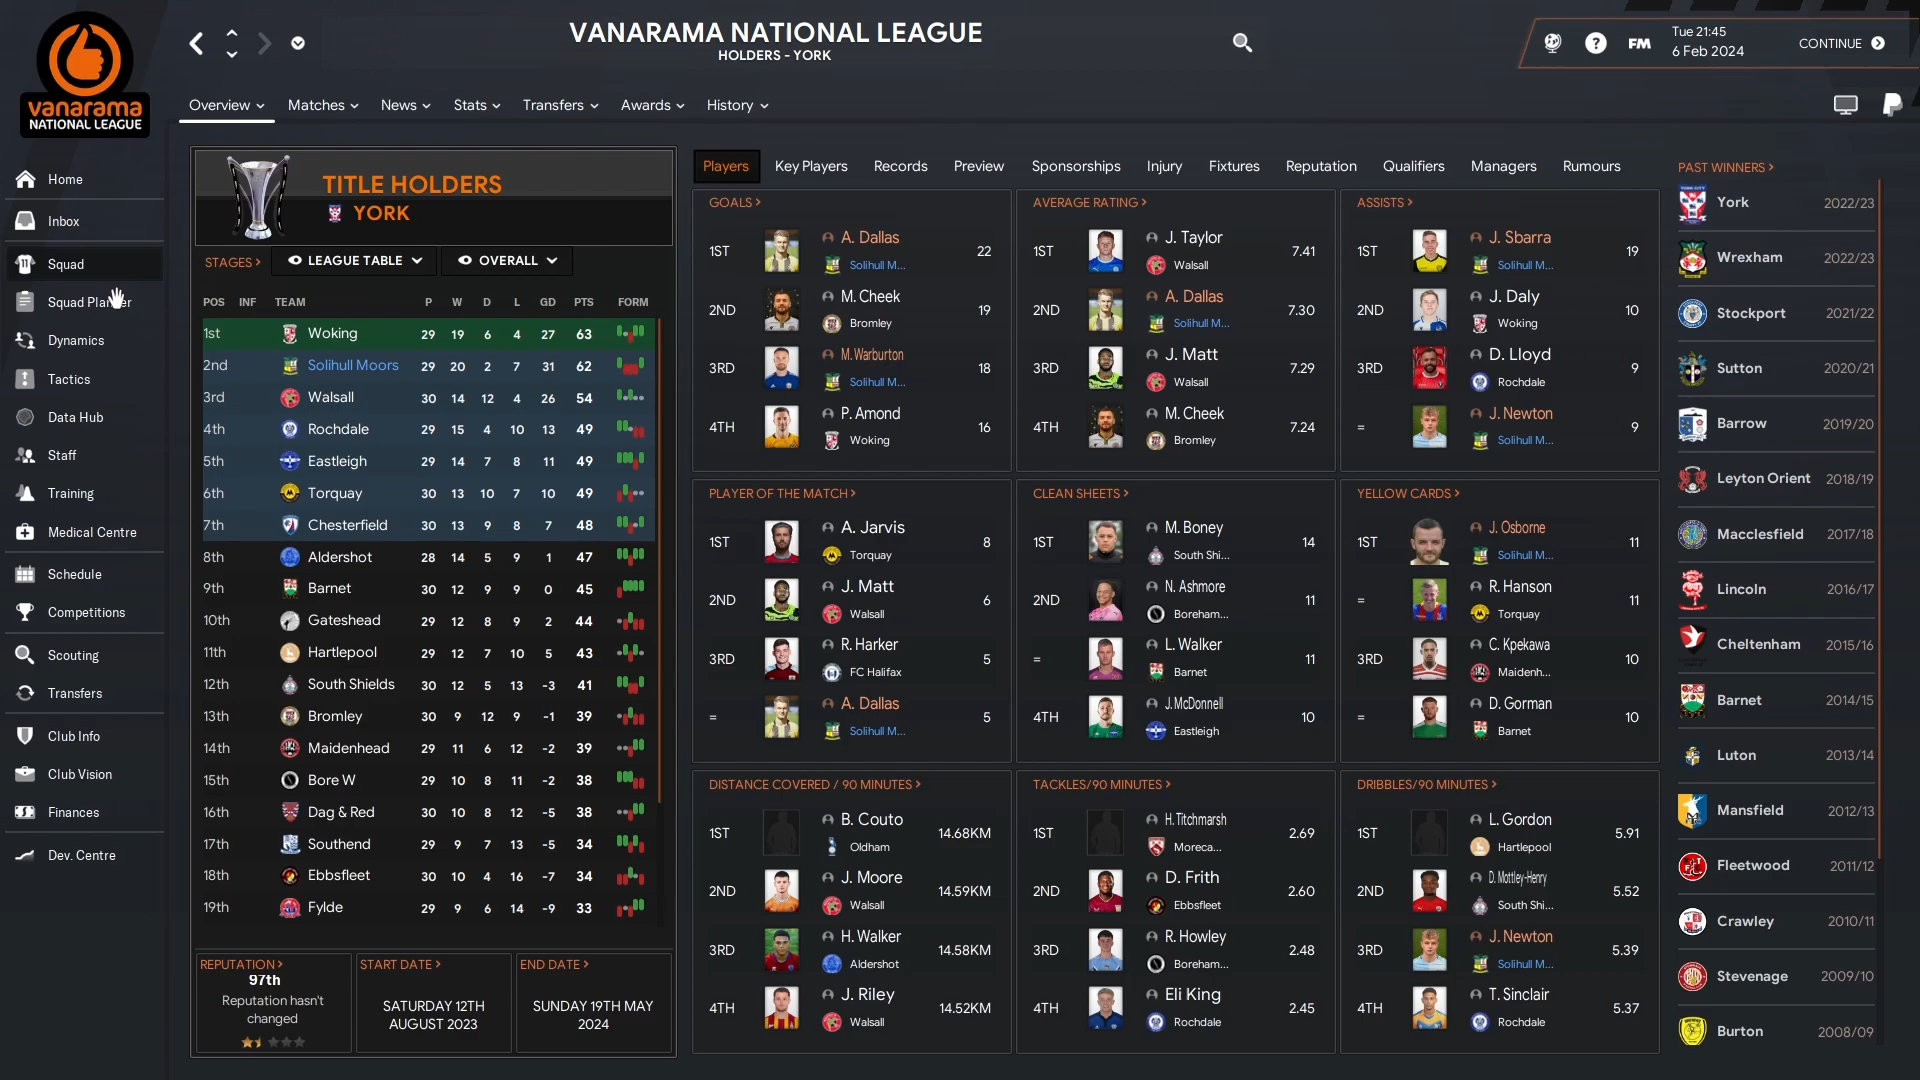 VANARAMA NATIONAL LEAGUE
HOLDERS - YORK
Tue 21:45
6 Feb 2024
FM
CONTINUE
vanarama
NATIONAL LEAGUE
Overview
Matches
News
Stats
Transfers
Awards
History
Home
Inbox
Squad
Squad Planner
Dynamics
Tactics
Data Hub
Staff
Training
Medical Centre
Schedule
Competitions
Scouting
Transfers
Club Info
Club Vision
Finances
Dev. Centre
TITLE HOLDERS
YORK
STAGES> LEAGUE TABLE OVERALL
POS INF TEAM P W D L GD PTS FORM
1st Woking 29 19 6 4 27 63
2nd Solihull Moors 29 20 2 7 31 62
3rd Walsall 30 14 12 4 26 54
4th Rochdale 29 15 4 10 13 49
5th Eastleigh 29 14 7 8 11 49
6th Torquay 30 13 10 7 10 49
7th Chesterfield 30 13 9 8 7 48
8th Aldershot 28 14 5 9 1 47
9th Barnet 30 12 9 9 0 45
10th Gateshead 29 12 8 9 2 44
11th Hartlepool 29 12 7 10 5 43
12th South Shields 30 12 5 13 -3 41
13th Bromley 30 9 12 9 -1 39
14th Maidenhead 29 11 6 12 -2 39
15th Bore W 29 10 8 11 -2 38
16th Dag & Red 30 10 8 12 -5 38
17th Southend 29 9 7 13 -5 34
18th Ebbsfleet 30 10 4 16 -7 34
19th Fylde 29 9 6 14 -9 33
REPUTATION>
97th
Reputation hasn't
changed
START DATE>
SATURDAY 12TH
AUGUST 2023
END DATE>
SUNDAY 19TH MAY
2024
Players
Key Players
Records
Preview
Sponsorships
Injury
Fixtures
Reputation
Qualifiers
Managers
Rumours
GOALS>
1ST A. Dallas 22
Solihull M...
2ND M. Cheek 19
Bromley
3RD M. Warburton 18
Solihull M...
4TH P. Amond 16
Woking
AVERAGE RATING>
1ST J. Taylor 7.41
Walsall
2ND A. Dallas 7.30
Solihull M...
3RD J. Matt 7.29
Walsall
4TH M. Cheek 7.24
Bromley
ASSISTS>
1ST J. Sbarra 19
Solihull M...
2ND J. Daly 10
Woking
3RD D. Lloyd 9
Rochdale
= J. Newton 9
Solihull M...
PLAYER OF THE MATCH>
1ST A. Jarvis 8
Torquay
2ND J. Matt 6
Walsall
3RD R. Harker 5
FC Halifax
= A. Dallas 5
Solihull M...
CLEAN SHEETS>
1ST M. Boney 14
South Shi...
2ND N. Ashmore 11
Boreham...
= L. Walker 11
Barnet
4TH J. McDonnell 10
Eastleigh
YELLOW CARDS>
1ST J. Osborne 11
Solihull M...
= R. Hanson 11
Torquay
3RD C. Kpekawa 10
Maidenh...
= D. Gorman 10
Barnet
DISTANCE COVERED / 90 MINUTES>
1ST B. Couto 14.68KM
Oldham
2ND J. Moore 14.59KM
Walsall
3RD H. Walker 14.58KM
Aldershot
4TH J. Riley 14.52KM
Walsall
TACKLES/90 MINUTES>
1ST H. Titchmarsh 2.69
Moreca...
2ND D. Frith 2.60
Ebbsfleet
3RD R. Howley 2.48
Boreham...
4TH Eli King 2.45
Rochdale
DRIBBLES/90 MINUTES>
1ST L. Gordon 5.91
Hartlepool
2ND D. Mottley-Henry 5.52
South Shi...
3RD J. Newton 5.39
Solihull M...
4TH T. Sinclair 5.37
Rochdale
PAST WINNERS>
York 2022/23
Wrexham 2022/23
Stockport 2021/22
Sutton 2020/21
Barrow 2019/20
Leyton Orient 2018/19
Macclesfield 2017/18
Lincoln 2016/17
Cheltenham 2015/16
Barnet 2014/15
Luton 2013/14
Mansfield 2012/13
Fleetwood 2011/12
Crawley 2010/11
Stevenage 2009/10
Burton 2008/09